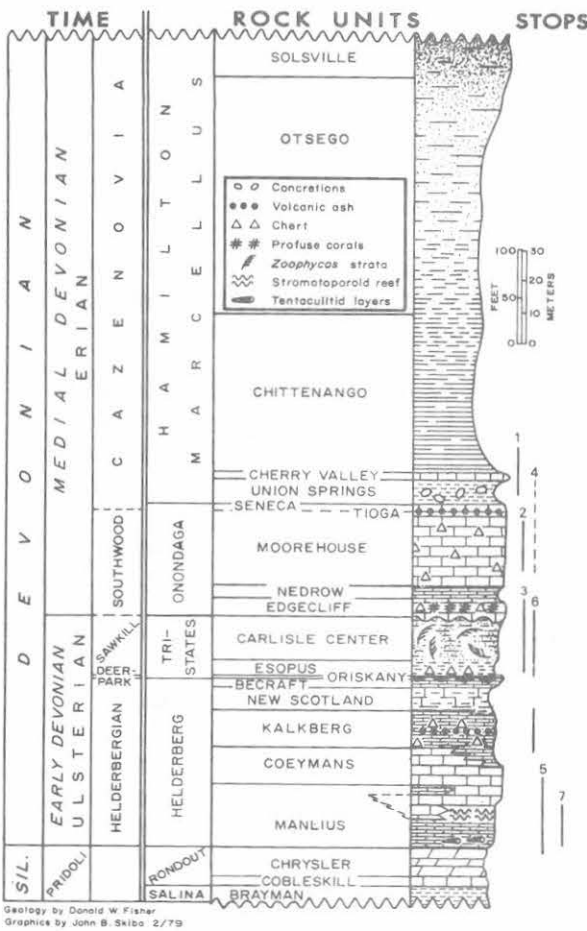 TIME ROCK UNITS STOPS
DEVONIAN
SIL.
MEDIAL DEVONIAN
ERIAN
EARLY DEVONIAN
ULSTERIAN
PRIDOLI
CAZENOVIA
SOUTHWOOD
SAWKILL
DEER-
PARK
HELDERBERGIAN
HAMILTON
MARCELLUS
ONONDAGA
TRI-
STATES
HELDERBERG
RONDOUT
SALINA
SOLSVILLE
OTSEGO
Concretions
Volcanic ash
Chert
Profuse corals
Zoophycos strata
Stromatoporoid reef
Tentaculitid layers
100 30
20
50
10
0 0
FEET
METERS
CHITTENANGO
CHERRY VALLEY
UNION SPRINGS
SENECA
TIOGA
MOOREHOUSE
NEDROW
EDGECLIFF
CARLISLE CENTER
ESOPUS
ORISKANY
BECRAFT
NEW SCOTLAND
KALKBERG
COEYMANS
MANLIUS
CHRYSLER
COBLESKILL
BRAYMAN
1
4
2
3
6
5
7
Geology by Donald W. Fisher
Graphics by John B. Skiba 2/79